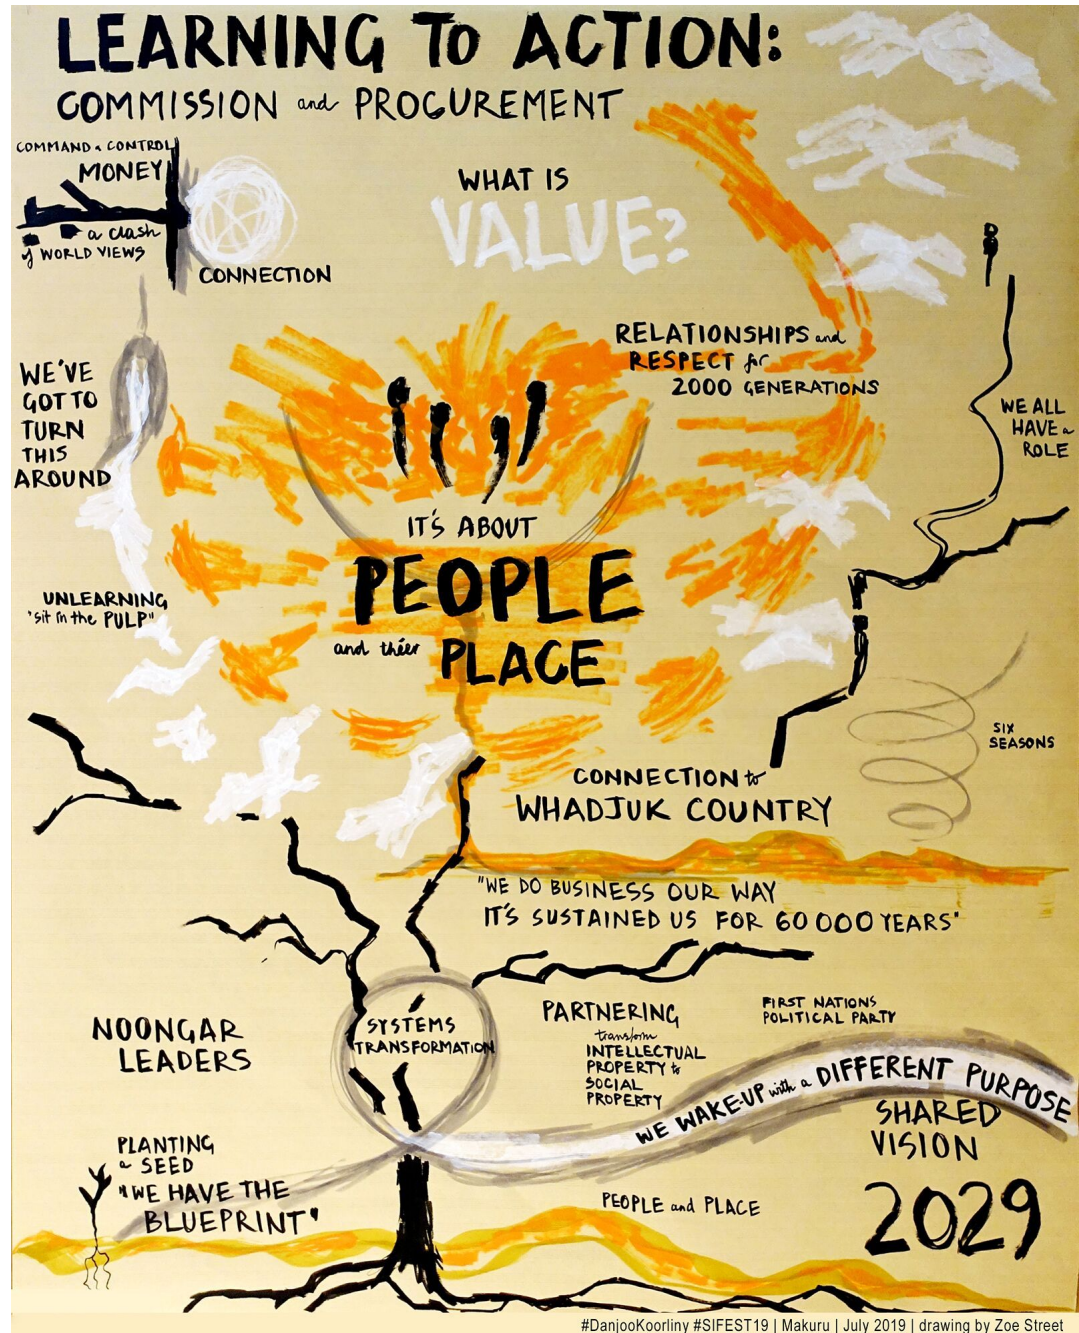 LEARNING TO ACTION:
COMMISSION and PROCUREMENT
COMMAND & CONTROL
MONEY
a clash
of WORLD VIEWS
CONNECTION
WHAT IS
VALUE?
RELATIONSHIPS and
RESPECT for
2000 GENERATIONS
WE'VE
GOT TO
TURN
THIS
AROUND
WE ALL
HAVE a
ROLE
IT'S ABOUT
PEOPLE
and their
PLACE
UNLEARNING
"sit in the PULP"
SIX
SEASONS
CONNECTION to
WHADJUK COUNTRY
"WE DO BUSINESS OUR WAY
IT'S SUSTAINED US FOR 60 000 YEARS"
NOONGAR
LEADERS
SYSTEMS
TRANSFORMATION
PARTNERING
transform
INTELLECTUAL
PROPERTY to
SOCIAL
PROPERTY
FIRST NATIONS
POLITICAL PARTY
WE WAKE-UP with a DIFFERENT PURPOSE
SHARED
VISION
2029
PLANTING
a SEED
"WE HAVE THE
BLUEPRINT"
PEOPLE and PLACE
#DanjooKoorliny #SIFEST19 | Makuru | July 2019 | drawing by Zoe Street